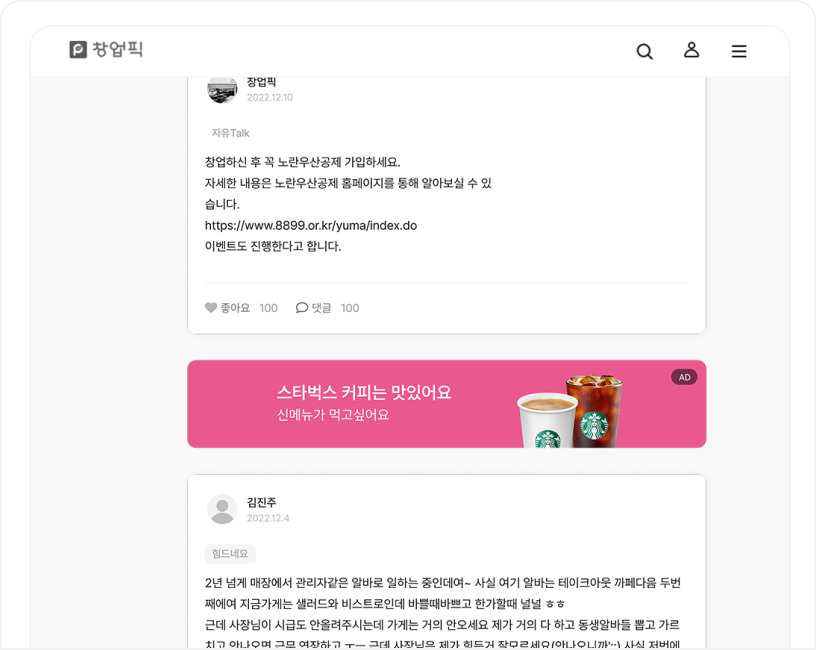 창업픽
창업픽
2022.12.10
자유Talk
창업하신 후 꼭 노란우산공제 가입하세요.
자세한 내용은 노란우산공제 홈페이지를 통해 알아보실 수 있
습니다.
https://www.8899.or.kr/yuma/index.do
이벤트도 진행한다고 합니다.
좋아요 100 댓글 100
AD
스타벅스 커피는 맛있어요
신메뉴가 먹고싶어요
김진주
2022.12.4
힘드네요
2년 넘게 매장에서 관리자같은 알바로 일하는 중인데여~ 사실 여기 알바는 테이크아웃 까페다음 두번
째에여 지금가게는 샐러드와 비스트로인데 바쁠때바쁘고 한가할때 널널 ㅎㅎ
근데 사장님이 시급도 안올려주시는데 가게는 거의 안오세요 제가 거의 다 하고 동생알바들 뽑고 가르
치고 안나오면 근무 연장하고 ㅜㅡ 근데 사장님은 제가 힘든거 잘모르세요(안나오니까;;) 사실 저번에